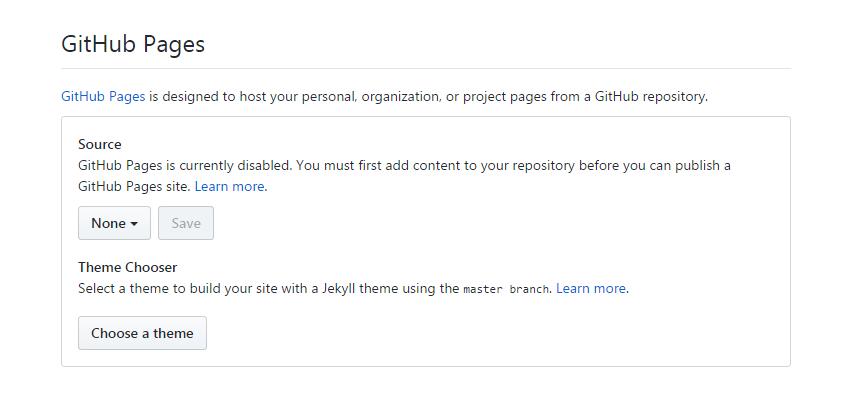 GitHub Pages
GitHub Pages is designed to host your personal, organization, or project pages from a GitHub repository.
Source
GitHub Pages is currently disabled. You must first add content to your repository before you can publish a
GitHub Pages site. Learn more.
None Save
Theme Chooser
Select a theme to build your site with a Jekyll theme using the master branch. Learn more.
Choose a theme